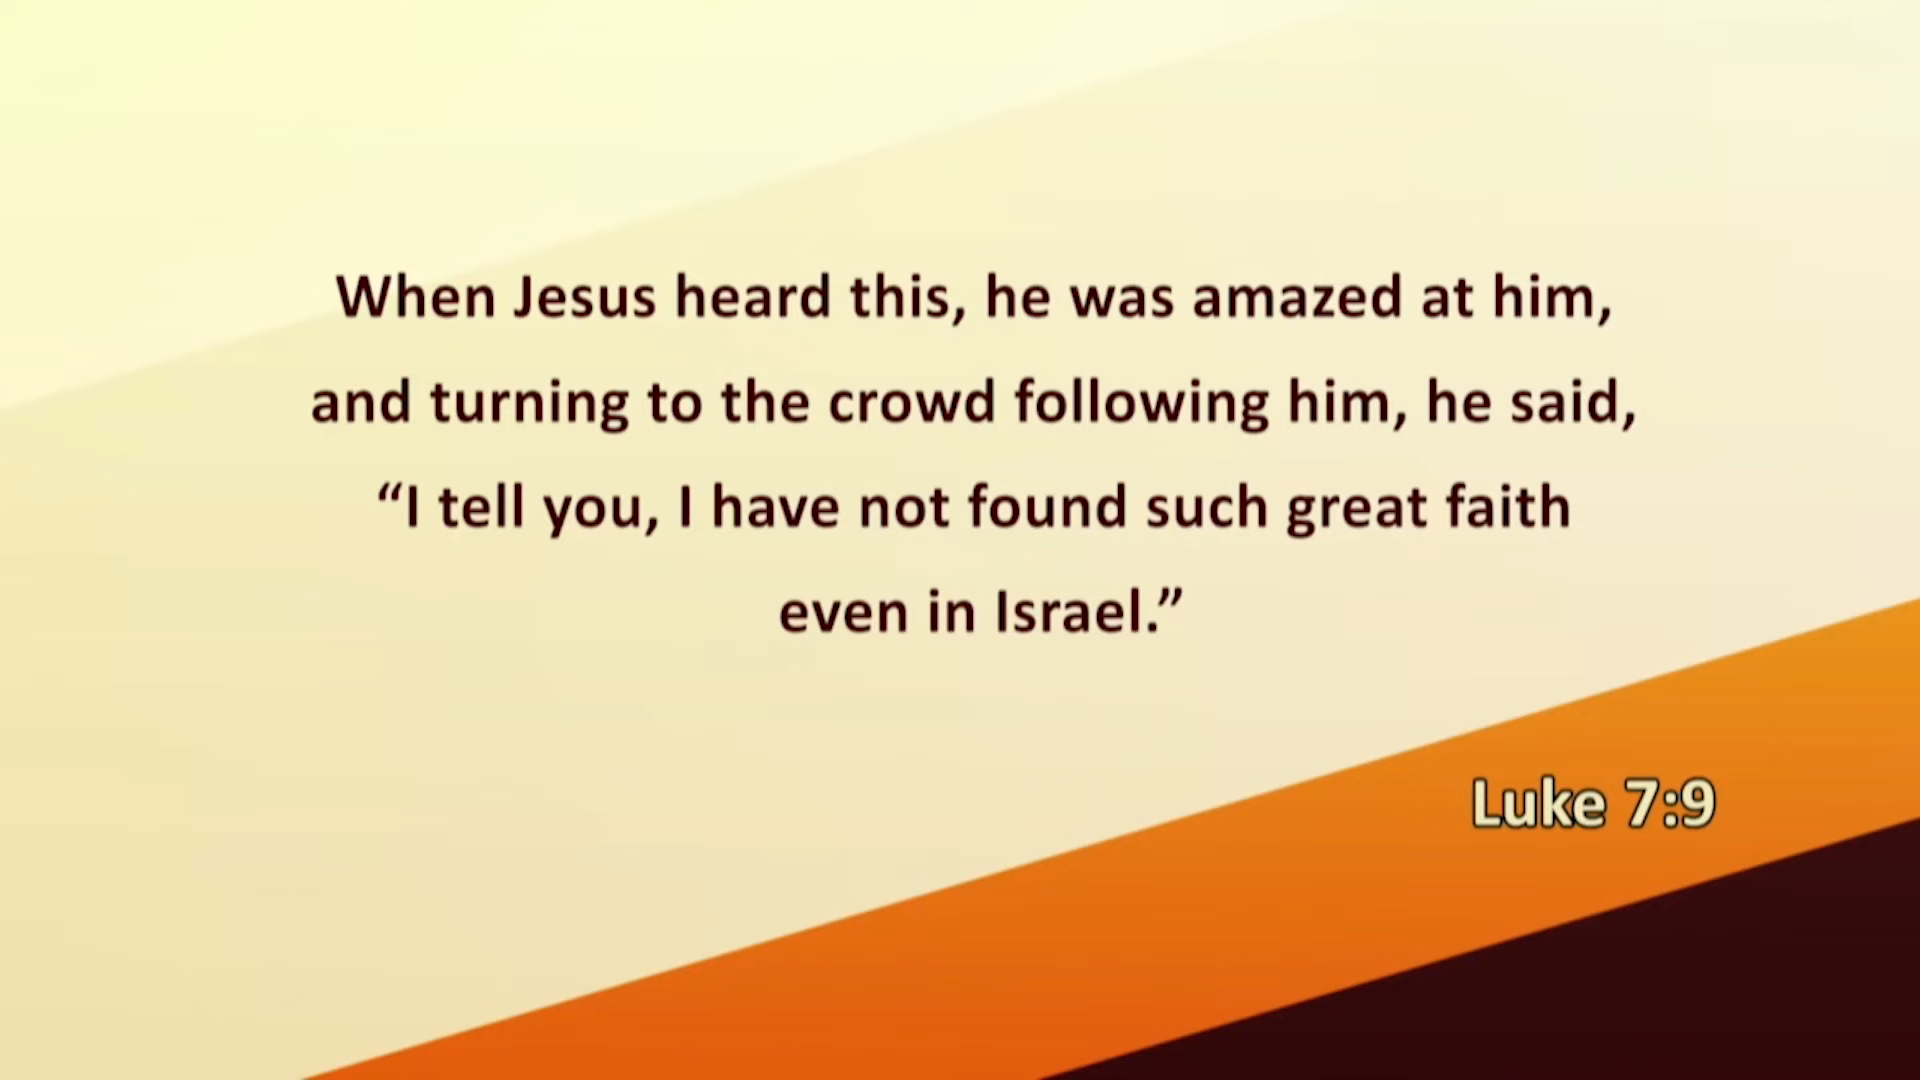 When Jesus heard this, he was amazed at him,
and turning to the crowd following him, he said,
“I tell you, I have not found such great faith
even in Israel.”
Luke 7:9